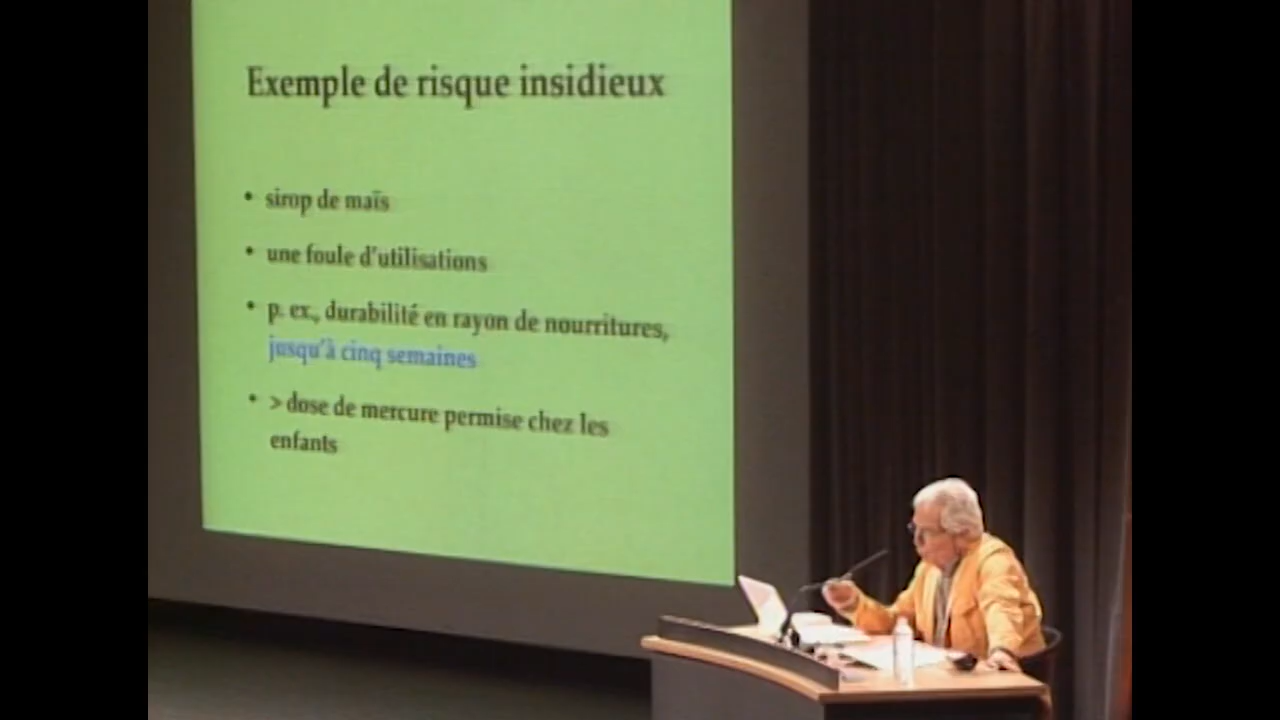 Exemple de risque insidieux
• sirop de maïs
• une foule d'utilisations
• p. ex., durabilité en rayon de nourritures,
jusqu'à cinq semaines
• > dose de mercure permise chez les
enfants